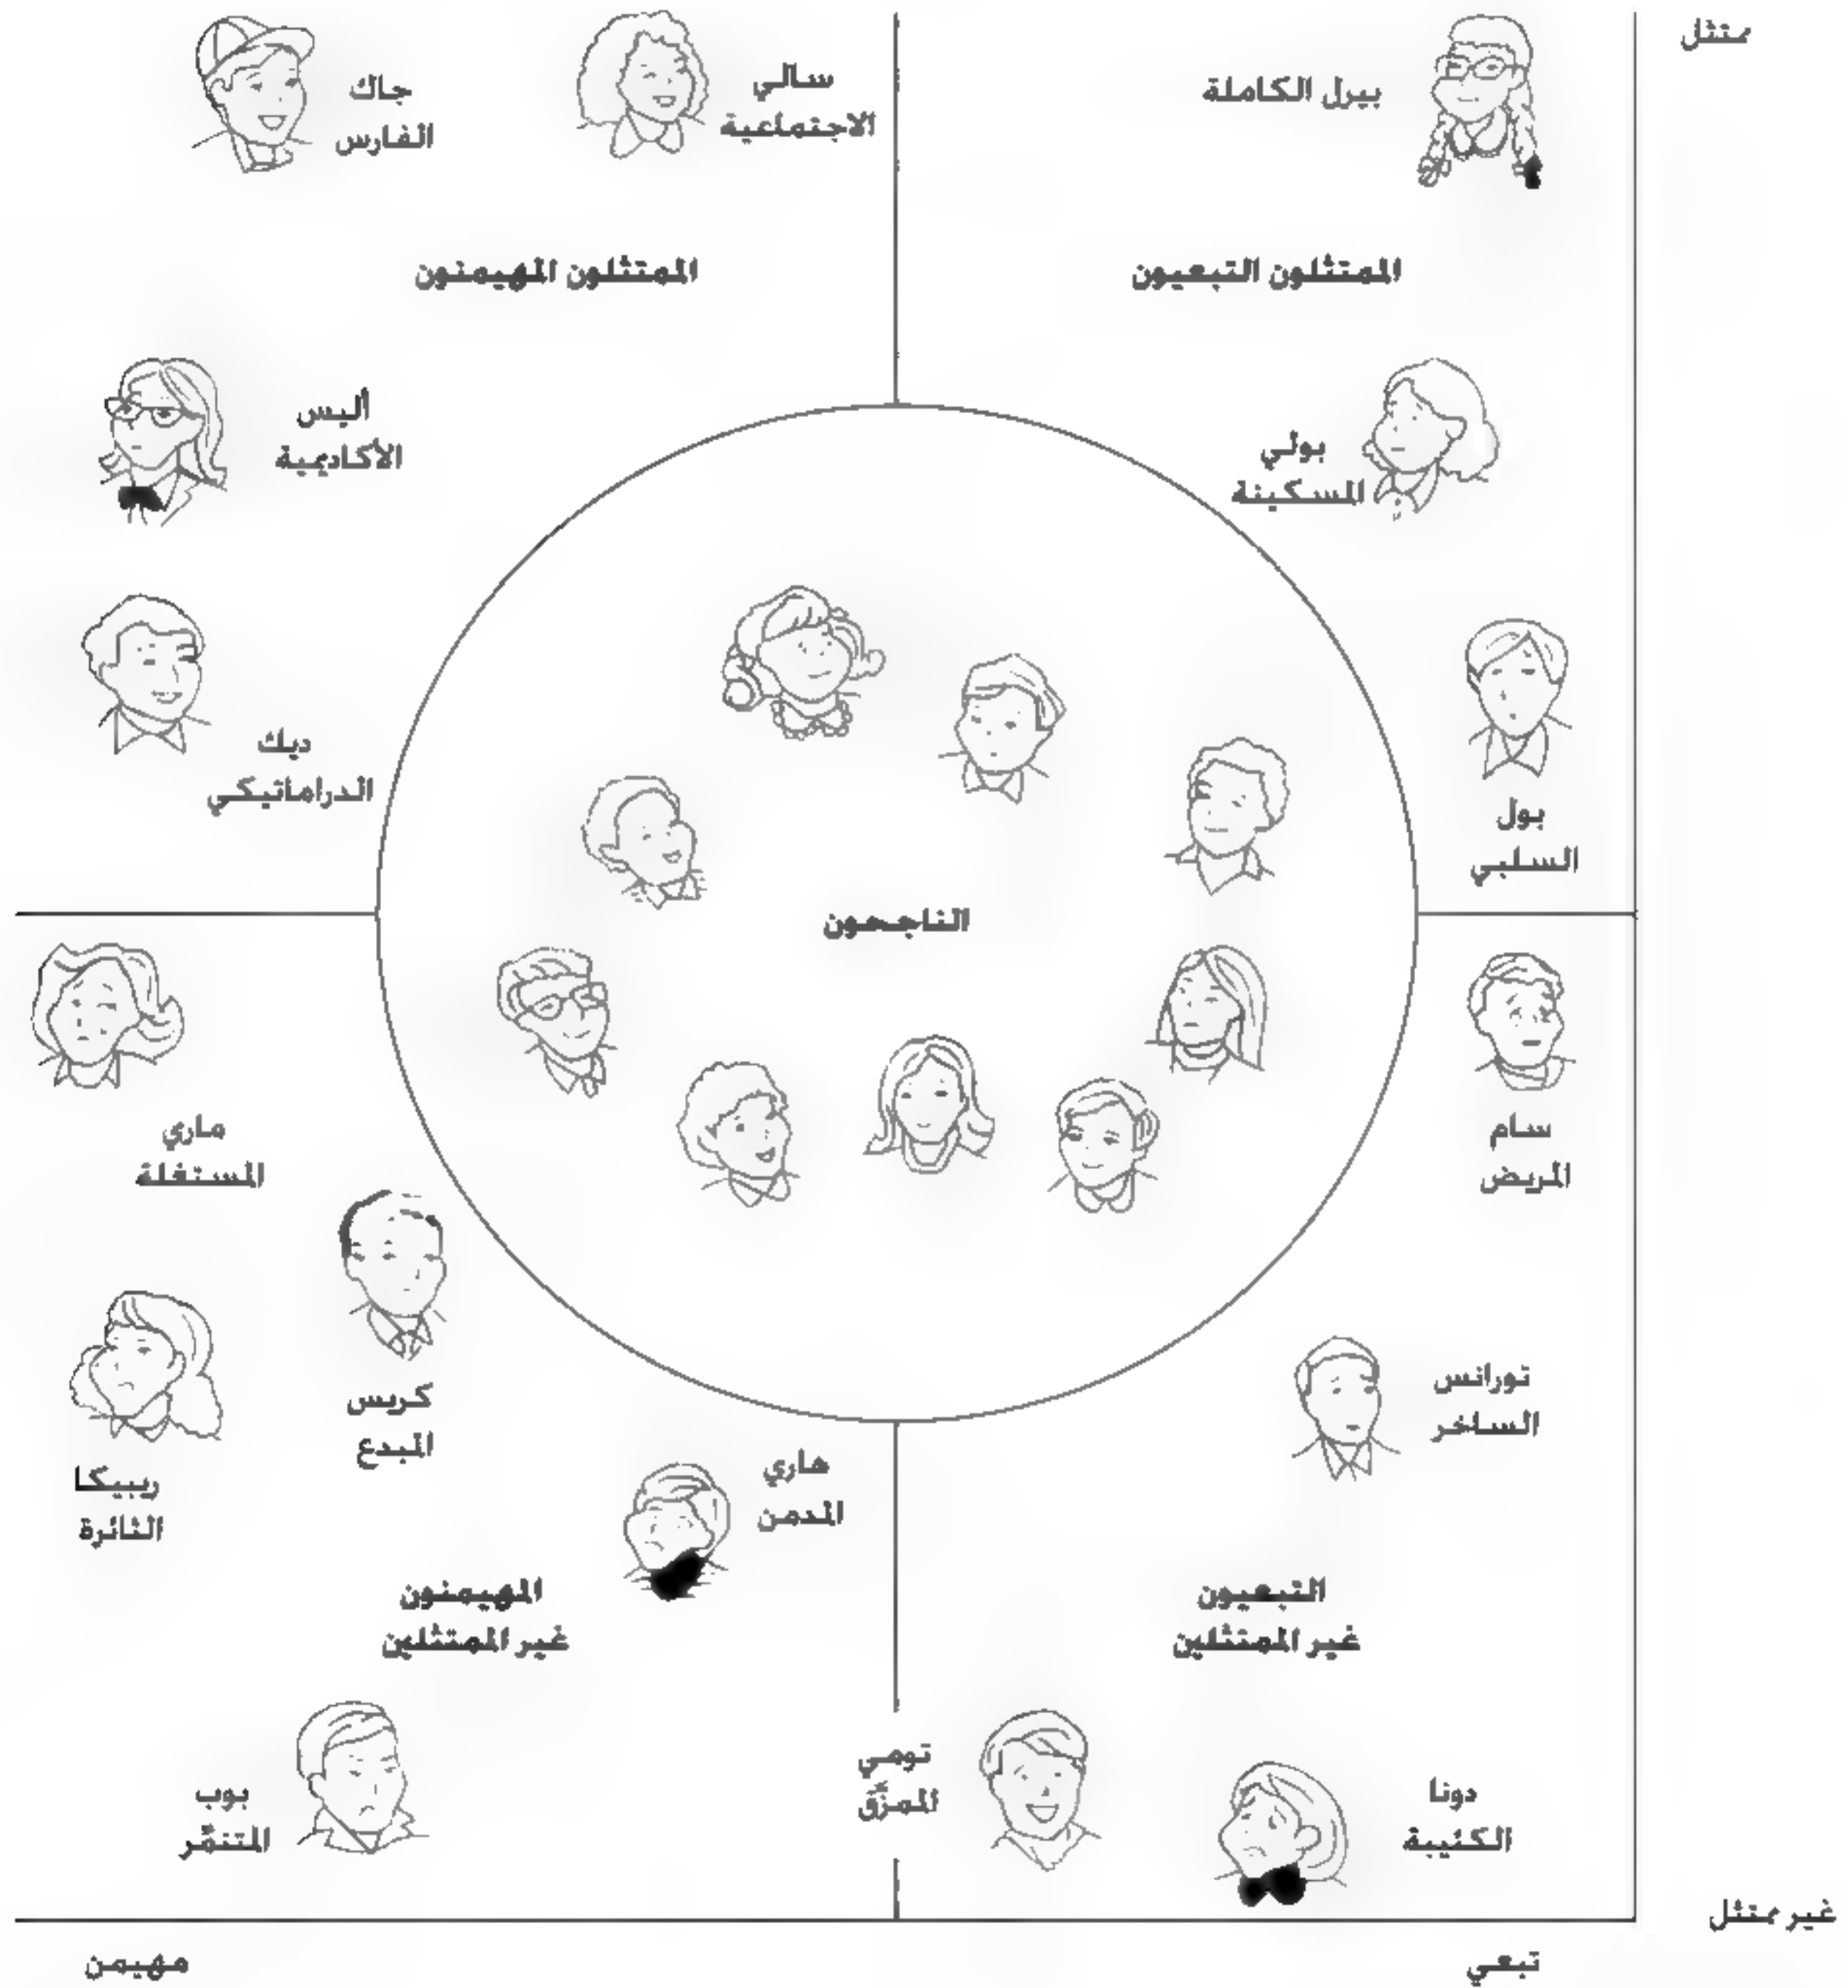 ممتثل
بيرل الكاملة
سالي
الاجتماعية
جاك
الفارس
الممتثلون التبعيون
الممتثلون المهيمنون
بولي
المسكينة
أليس
الأكاديمية
بول
السلبي
ديك
الدراماتيكي
الناجحون
سام
المريض
ماري
المستغلة
تورانس
الساخر
كريس
المبدع
ريبيكا
الثائرة
هاري
المدمن
التبعيون
غير الممتثلين
المهيمنون
غير الممتثلين
دونا
الكئيبة
تومي
الممزّق
بوب
المتنمّر
غير ممتثل
تبعي
مهيمن